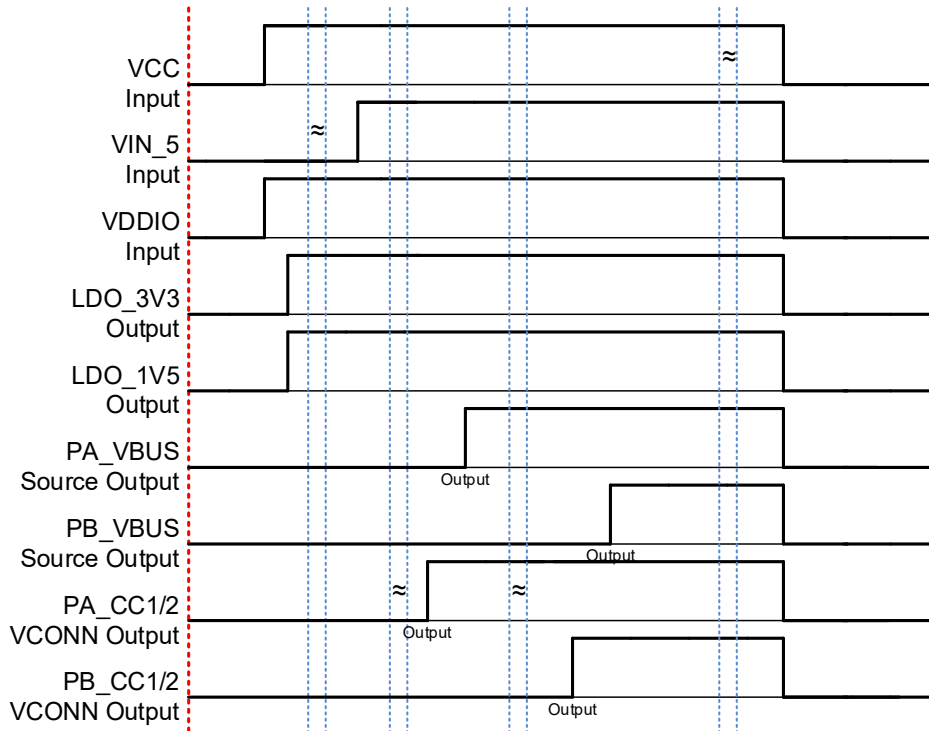 VCC
Input
≈
≈
VIN_5
Input
VDDIO
Input
LDO_3V3
Output
LDO_1V5
Output
PA_VBUS
Source Output
Output
PB_VBUS
Source Output
Output
PA_CC1/2
VCONN Output
≈
≈
Output
PB_CC1/2
VCONN Output
Output